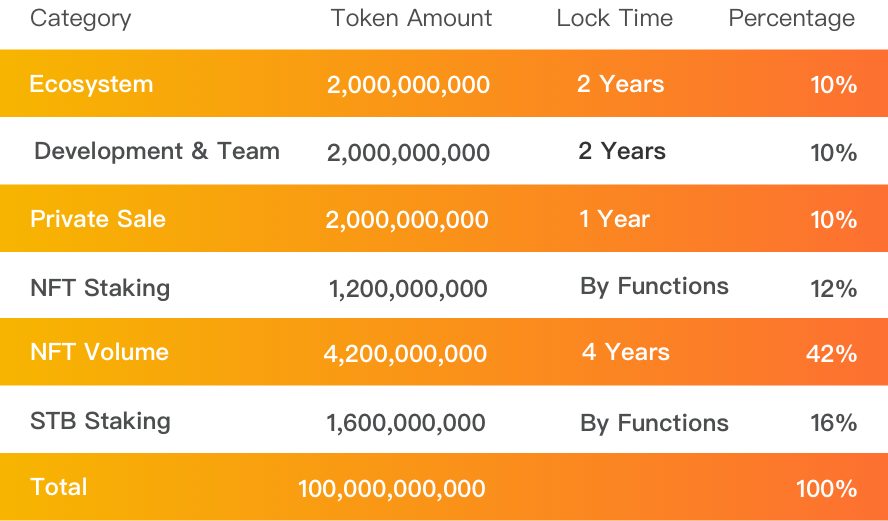 Category Token Amount Lock Time Percentage
Ecosystem 2,000,000,000 2 Years 10%
Development & Team 2,000,000,000 2 Years 10%
Private Sale 2,000,000,000 1 Year 10%
NFT Staking 1,200,000,000 By Functions 12%
NFT Volume 4,200,000,000 4 Years 42%
STB Staking 1,600,000,000 By Functions 16%
Total 100,000,000,000 100%